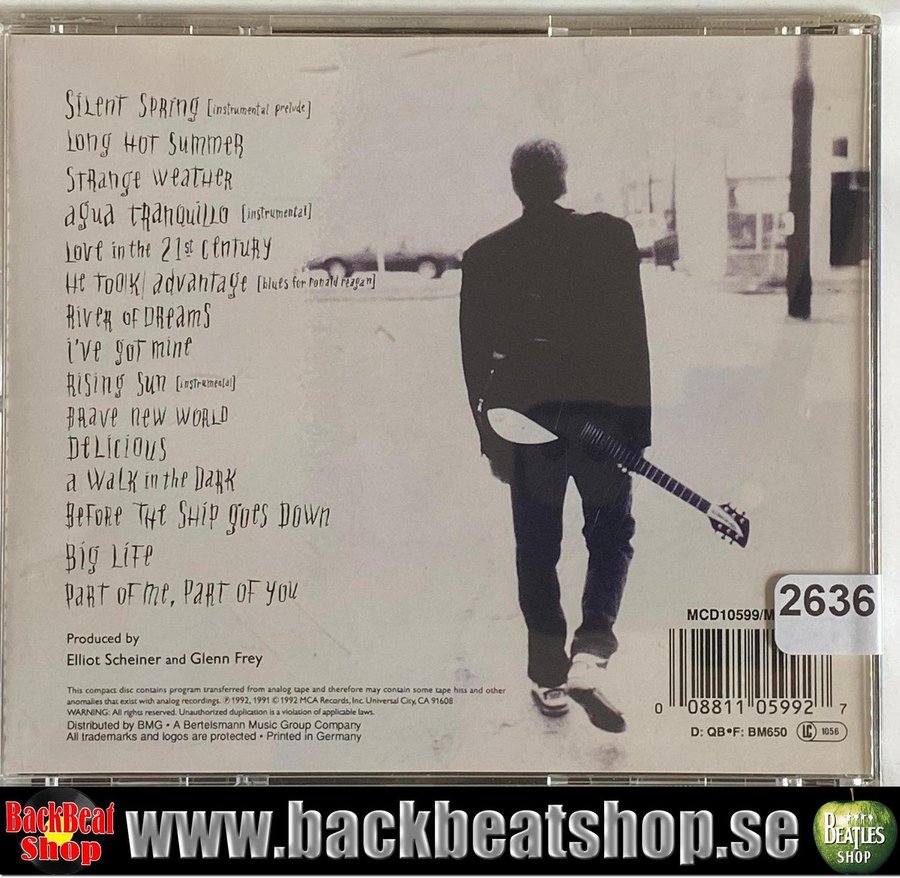 Silent Spring [instrumental prelude]
Long Hot Summer
Strange Weather
agua tranquillo [instrumental]
Love in the 21st Century
He Took advantage [blues for ronald reagan]
River of Dreams
i've got mine
Rising Sun [instrumental]
Brave new World
Delicious
a Walk in the Dark
Before The Ship goes Down
Big Life
Part of me, Part of you
Produced by
Elliot Scheiner and Glenn Frey
This compact disc contains program transferred from analog tape and therefore may contain some tape hiss and other
anomalies that exist with analog recordings. ℗ 1992, 1991 © 1992 MCA Records, Inc. Universal City, CA 91608
WARNING: All rights reserved. Unauthorized duplication is a violation of applicable laws.
Distributed by BMG • A Bertelsmann Music Group Company
All trademarks and logos are protected • Printed in Germany
MCD10599/M
2636
0 08811 05992 7
D: QB•F: BM650 LC 1056
BackBeat
Shop
www.backbeatshop.se
BEATLES
SHOP